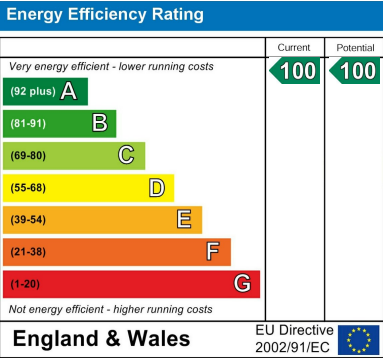 Energy Efficiency Rating
Current Potential
Very energy efficient - lower running costs
100 100
(92 plus) A
(81-91) B
(69-80) C
(55-68) D
(39-54) E
(21-38) F
(1-20) G
Not energy efficient - higher running costs
England & Wales
EU Directive
2002/91/EC